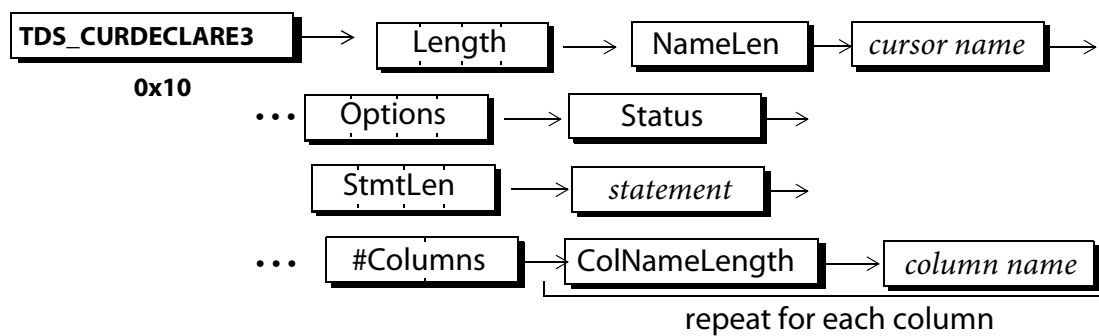 TDS_CURDECLARE3 Length NameLen cursor name
0x10
••• Options Status
StmtLen statement
••• #Columns ColNameLength column name
repeat for each column